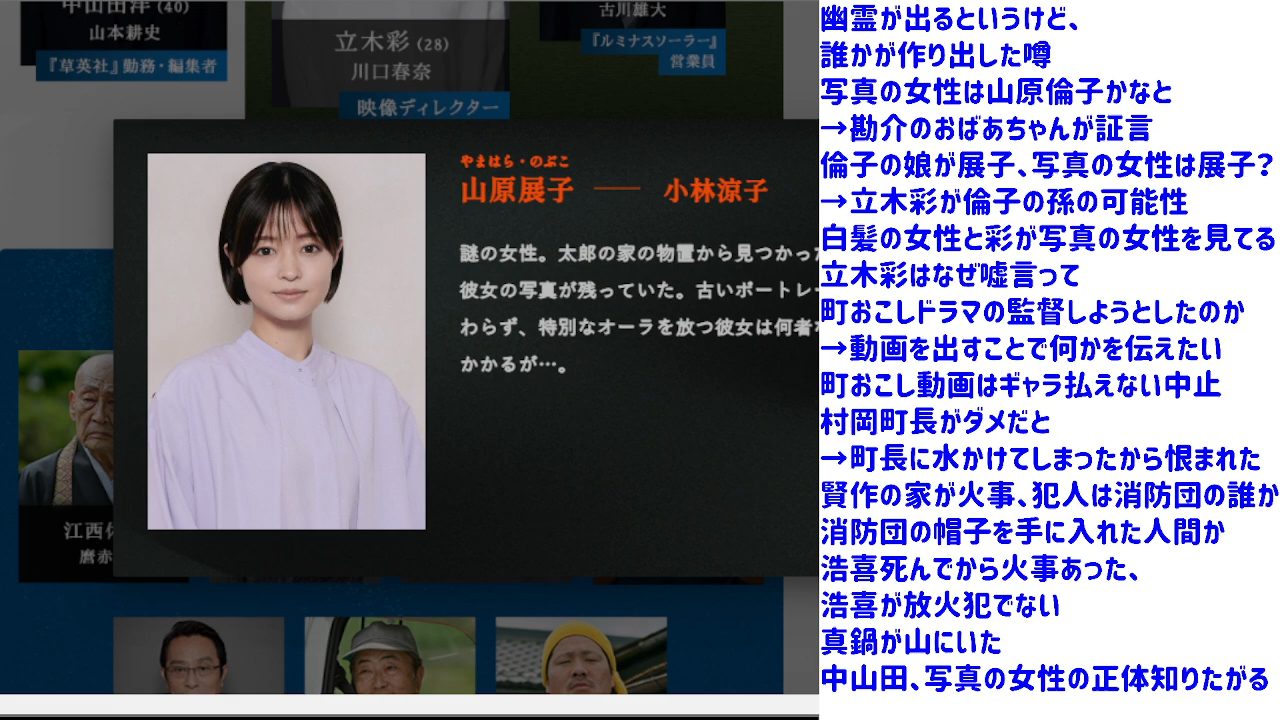 中山田洋（40）
山本耕史
『草英社』勤務・編集者
立木彩（28）
川口春奈
映像ディレクター
古川雄大
『ルミナスソーラー』
営業員
やまはら・のぶこ
山原展子 ── 小林涼子
謎の女性。太郎の家の物置から見つかっ
彼女の写真が残っていた。古いポートレー
わらず、特別なオーラを放つ彼女は何者
かかるが…。
江西
麿赤
幽霊が出るというけど、
誰かが作り出した噂
写真の女性は山原倫子かなと
→勘介のおばあちゃんが証言
倫子の娘が展子、写真の女性は展子？
→立木彩が倫子の孫の可能性
白髪の女性と彩が写真の女性を見てる
立木彩はなぜ嘘言って
町おこしドラマの監督しようとしたのか
→動画を出すことで何かを伝えたい
町おこし動画はギャラ払えない中止
村岡町長がダメだと
→町長に水かけてしまったから恨まれた
賢作の家が火事、犯人は消防団の誰か
消防団の帽子を手に入れた人間か
浩喜死んでから火事あった、
浩喜が放火犯でない
真鍋が山にいた
中山田、写真の女性の正体知りたがる